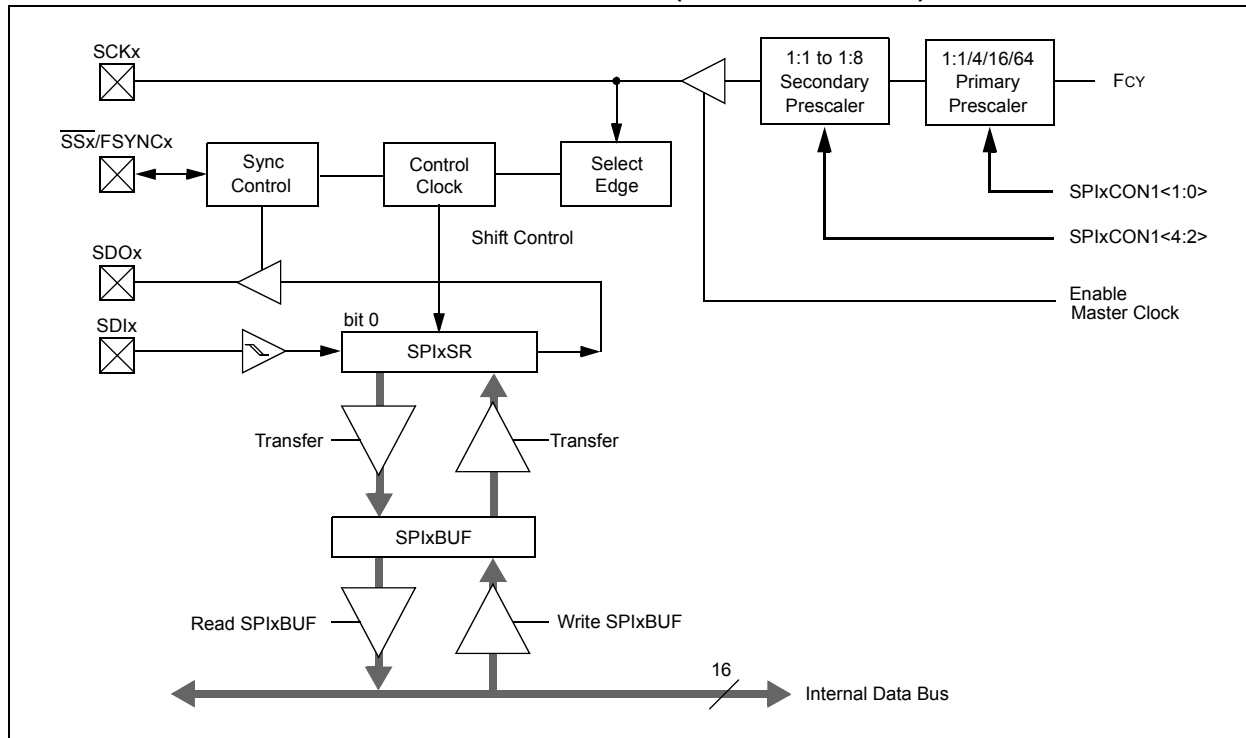 SCKx
1:1 to 1:8
Secondary
Prescaler
1:1/4/16/64
Primary
Prescaler
FCY
SSx/FSYNCx
Sync
Control
Control
Clock
Select
Edge
SPIxCON1<1:0>
Shift Control
SPIxCON1<4:2>
SDOx
Enable
Master Clock
bit 0
SDIx
SPIxSR
Transfer
Transfer
SPIxBUF
Read SPIxBUF
Write SPIxBUF
16
Internal Data Bus